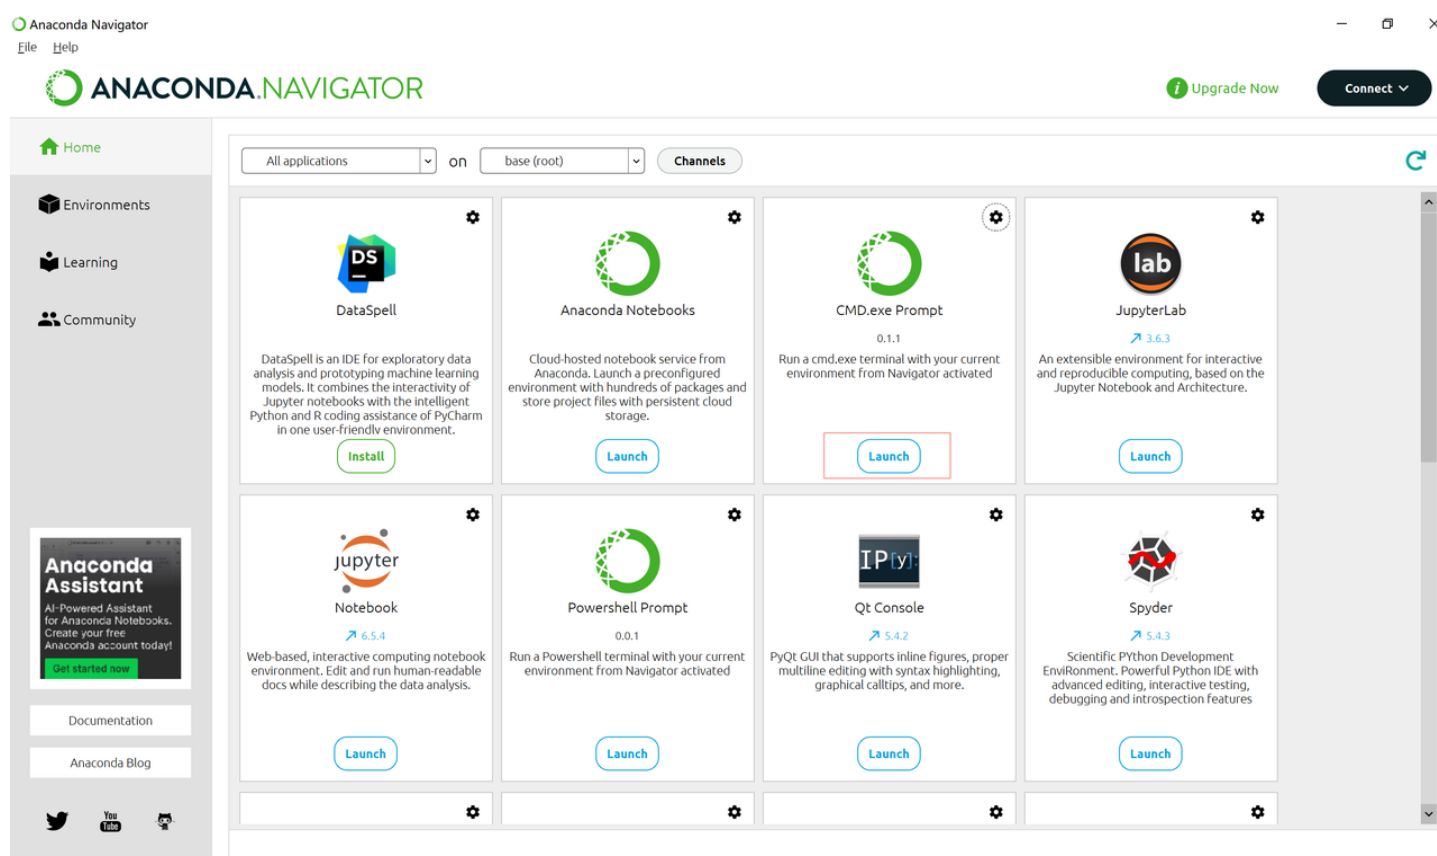 Anaconda Navigator
File Help
ANACONDA.NAVIGATOR
i Upgrade Now
Connect
Home
Environments
Learning
Community
All applications on base (root) Channels
DS
DataSpell
DataSpell is an IDE for exploratory data
analysis and prototyping machine learning
models. It combines the interactivity of
Jupyter notebooks with the intelligent
Python and R coding assistance of PyCharm
in one user-friendly environment.
Install
Anaconda Notebooks
Cloud-hosted notebook service from
Anaconda. Launch a preconfigured
environment with hundreds of packages and
store project files with persistent cloud
storage.
Launch
CMD.exe Prompt
0.1.1
Run a cmd.exe terminal with your current
environment from Navigator activated
Launch
lab
JupyterLab
3.6.3
An extensible environment for interactive
and reproducible computing, based on the
Jupyter Notebook and Architecture.
Launch
jupyter
Notebook
6.5.4
Web-based, interactive computing notebook
environment. Edit and run human-readable
docs while describing the data analysis.
Launch
Powershell Prompt
0.0.1
Run a Powershell terminal with your current
environment from Navigator activated
Launch
IP[y]:
Qt Console
5.4.2
PyQt GUI that supports inline figures, proper
multiline editing with syntax highlighting,
graphical calltips, and more.
Launch
Spyder
5.4.3
Scientific PYthon Development
EnviRonment. Powerful Python IDE with
advanced editing, interactive testing,
debugging and introspection features
Launch
Anaconda
Assistant
AI-Powered Assistant
for Anaconda Notebooks.
Create your free
Anaconda account today!
Get started now
Documentation
Anaconda Blog
You
Tube